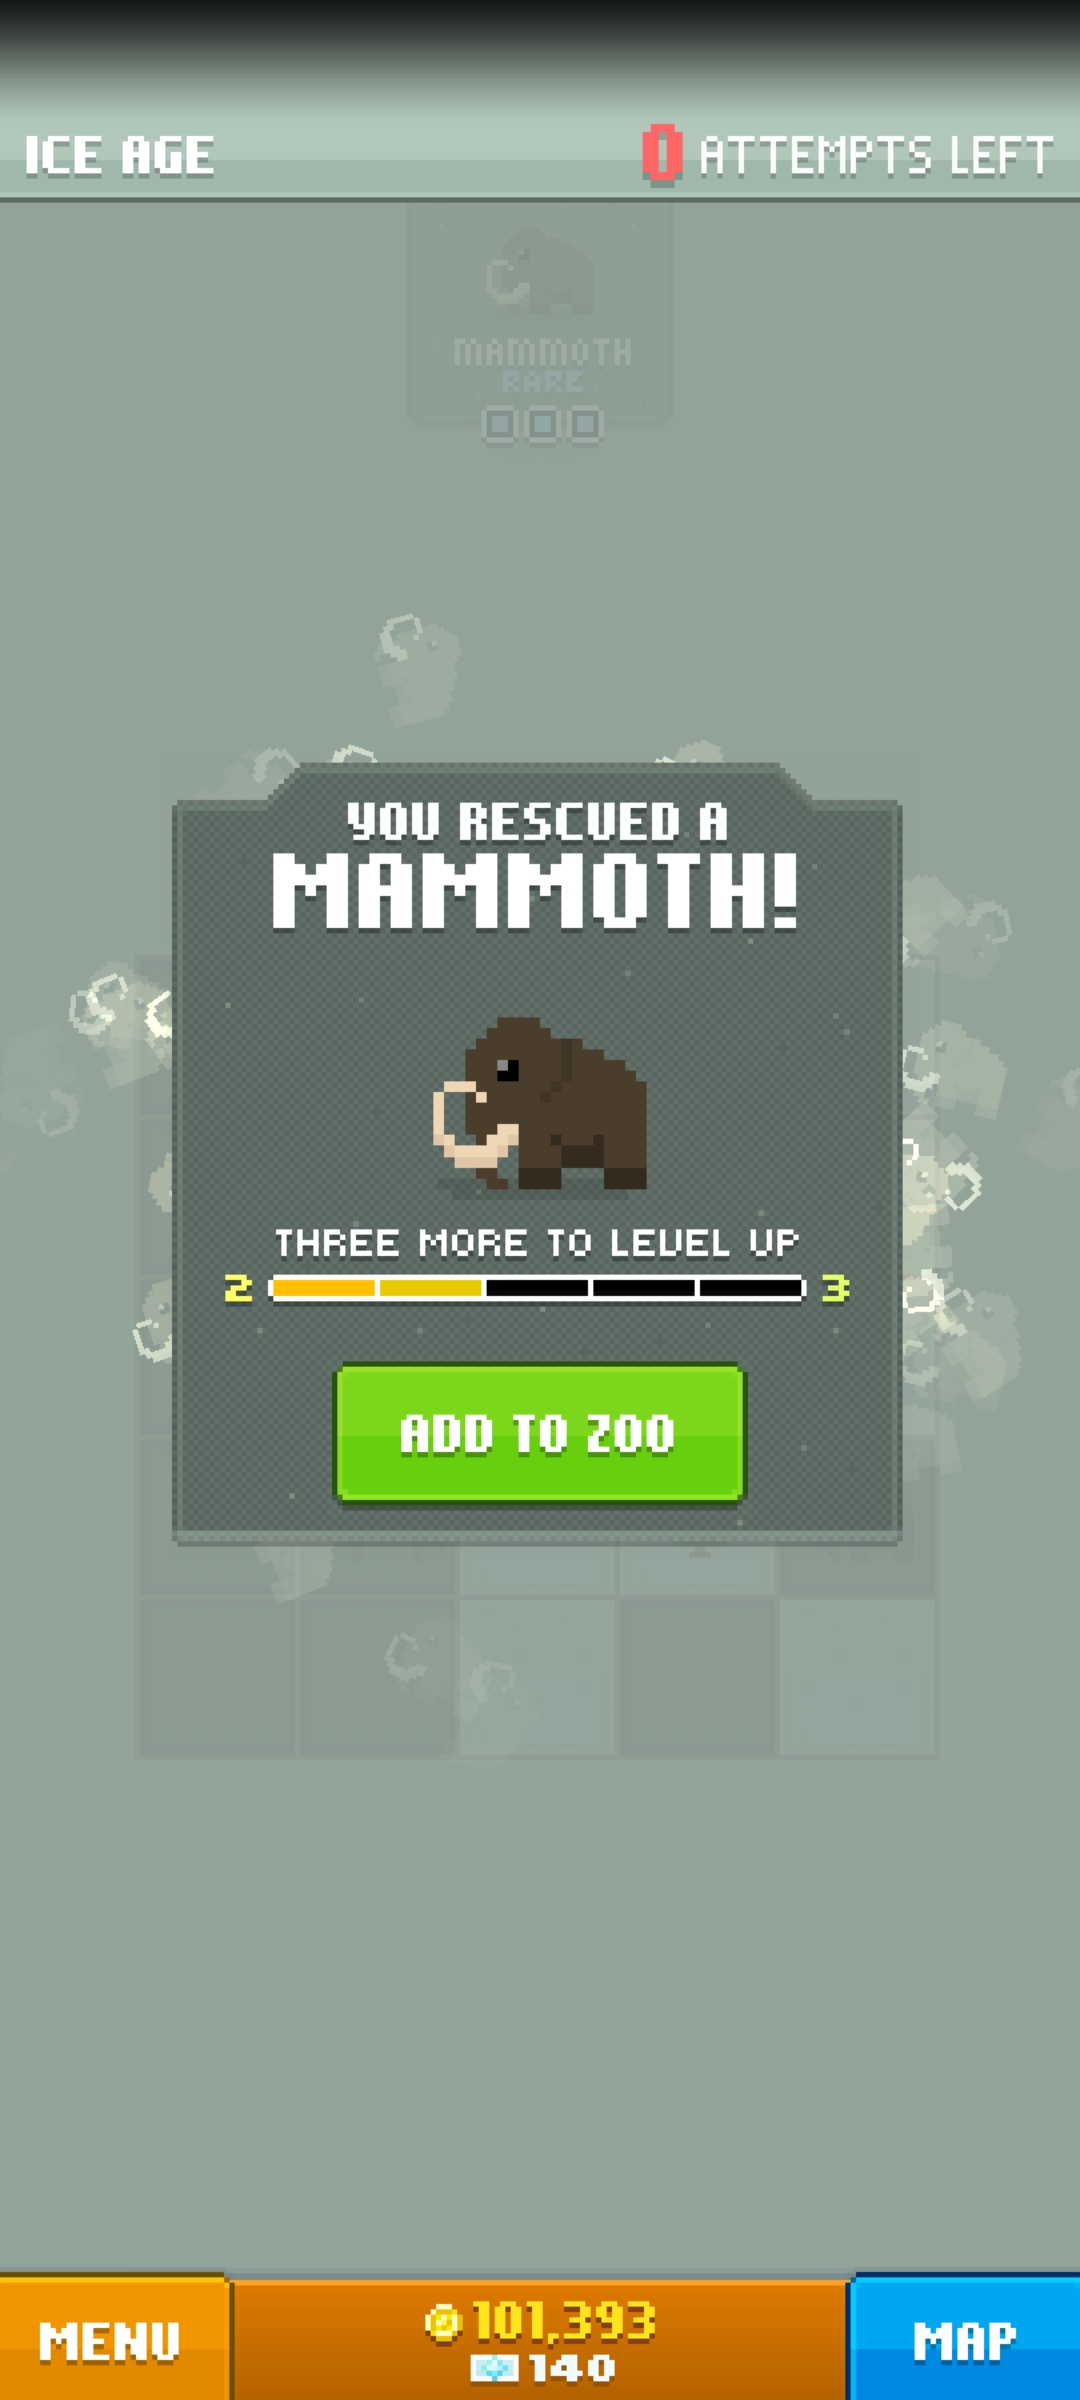 ICE AGE
0 ATTEMPTS LEFT
MAMMOTH
RARE
YOU RESCUED A
MAMMOTH!
THREE MORE TO LEVEL UP
2 3
ADD TO ZOO
MENU
101,393
140
MAP